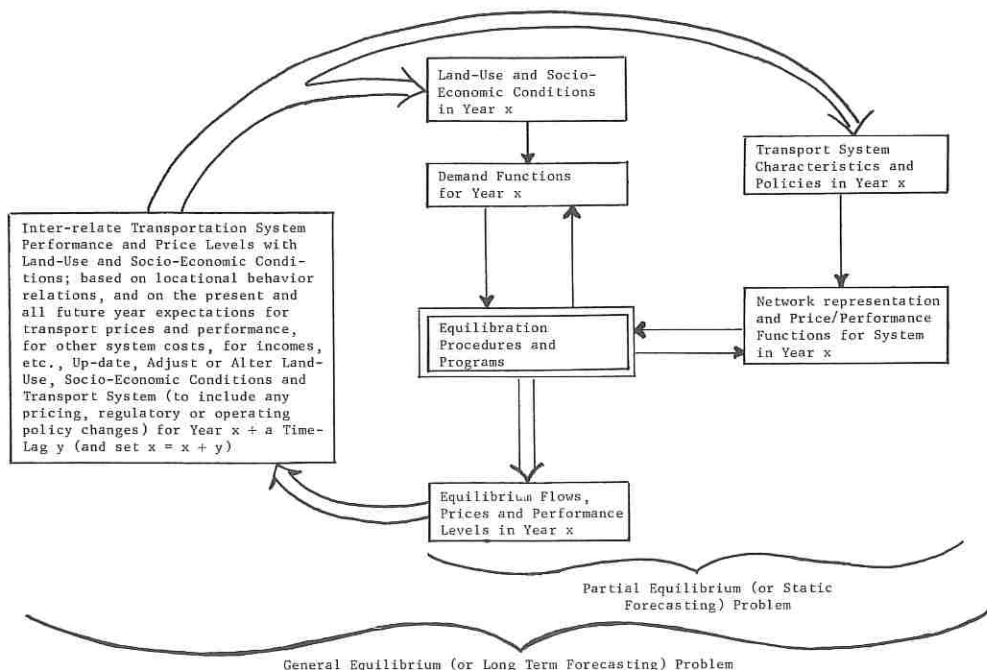 Land-Use and Socio-
Economic Conditions
in Year x
Transport System
Characteristics and
Policies in Year x
Demand Functions
for Year x
Inter-relate Transportation System
Performance and Price Levels with
Land-Use and Socio-Economic Condi-
tions; based on locational behavior
relations, and on the present and
all future year expectations for
transport prices and performance,
for other system costs, for incomes,
etc., Up-date, Adjust or Alter Land-
Use, Socio-Economic Conditions and
Transport System (to include any
pricing, regulatory or operating
policy changes) for Year x + a Time-
Lag y (and set x = x + y)
Equilibration
Procedures and
Programs
Network representation
and Price/Performance
Functions for System
in Year x
Equilibrium Flows,
Prices and Performance
Levels in Year x
Partial Equilibrium (or Static
Forecasting) Problem
General Equilibrium (or Long Term Forecasting) Problem